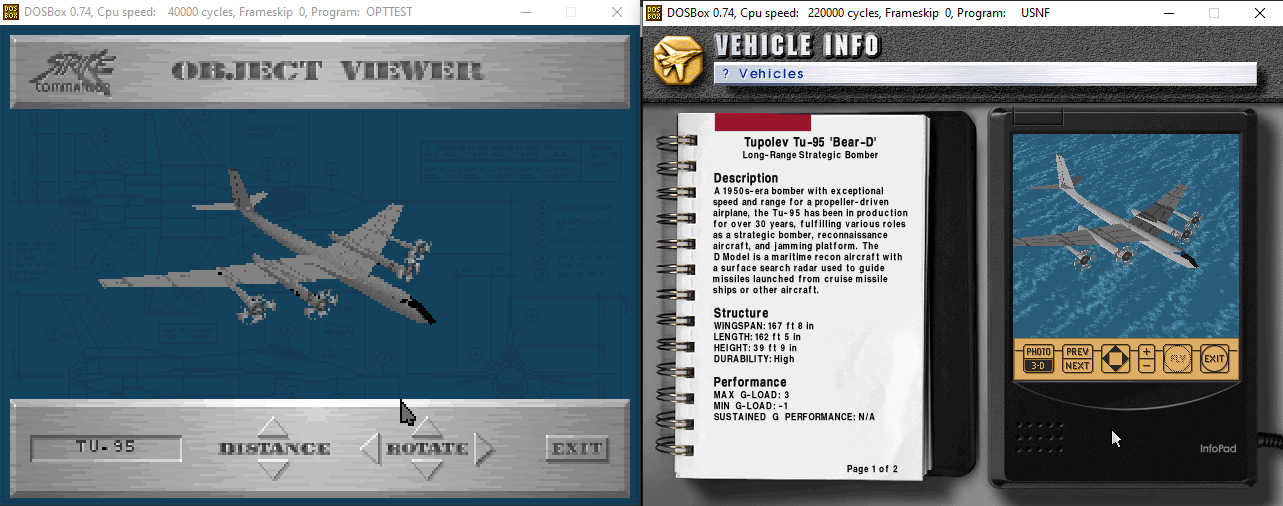 DOSBox 0.74, Cpu speed: 40000 cycles, Frameskip 0, Program: OPTTEST
STRIKE
COMMANDER
OBJECT VIEWER
TU-95
DISTANCE
ROTATE
EXIT
DOSBox 0.74, Cpu speed: 220000 cycles, Frameskip 0, Program: USNF
VEHICLE INFO
? Vehicles
Tupolev Tu-95 'Bear-D'
Long-Range Strategic Bomber
Description
A 1950s-era bomber with exceptional
speed and range for a propeller-driven
airplane, the Tu-95 has been in production
for over 30 years, fulfilling various roles
as a strategic bomber, reconnaissance
aircraft, and jamming platform. The
D Model is a maritime recon aircraft with
a surface search radar used to guide
missiles launched from cruise missile
ships or other aircraft.
Structure
WINGSPAN: 167 ft 8 in
LENGTH: 162 ft 5 in
HEIGHT: 39 ft 9 in
DURABILITY: High
Performance
MAX G-LOAD: 3
MIN G-LOAD: -1
SUSTAINED G PERFORMANCE: N/A
Page 1 of 2
PHOTO
3-D
PREV
NEXT
+
−
FLY
EXIT
InfoPad